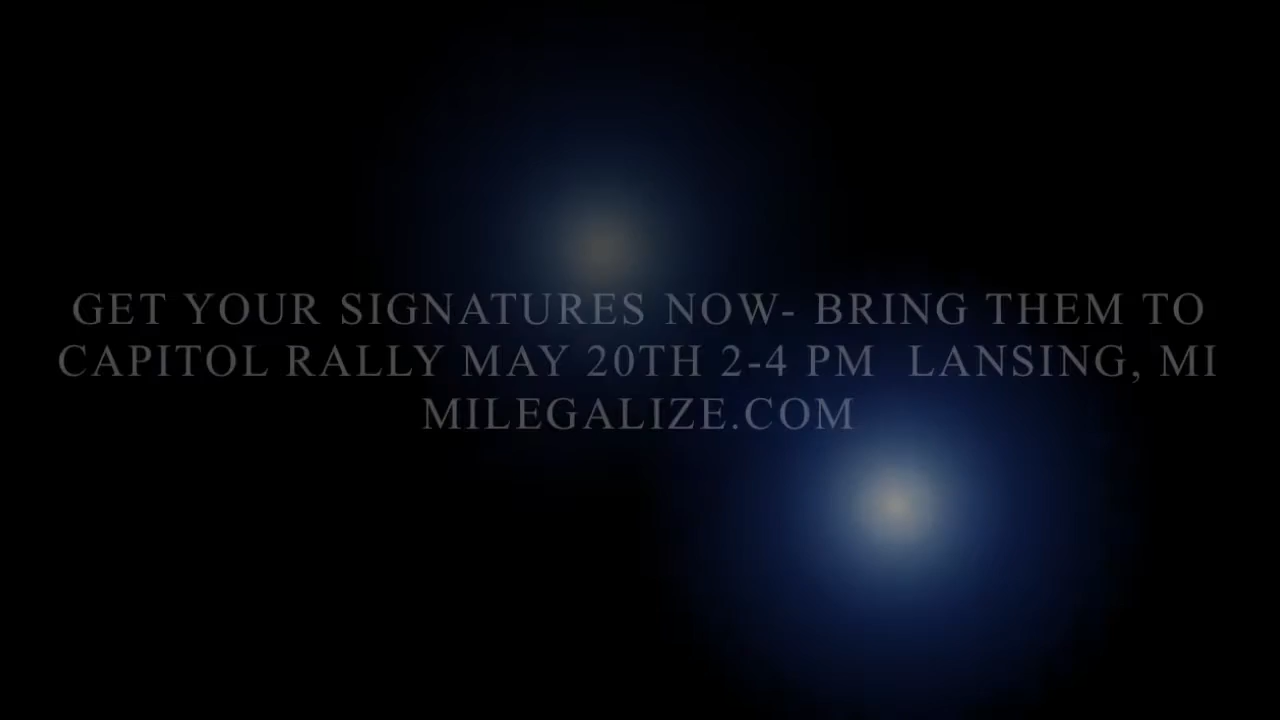 GET YOUR SIGNATURES NOW- BRING THEM TO
CAPITOL RALLY MAY 20TH 2-4 PM  LANSING, MI
MILEGALIZE.COM